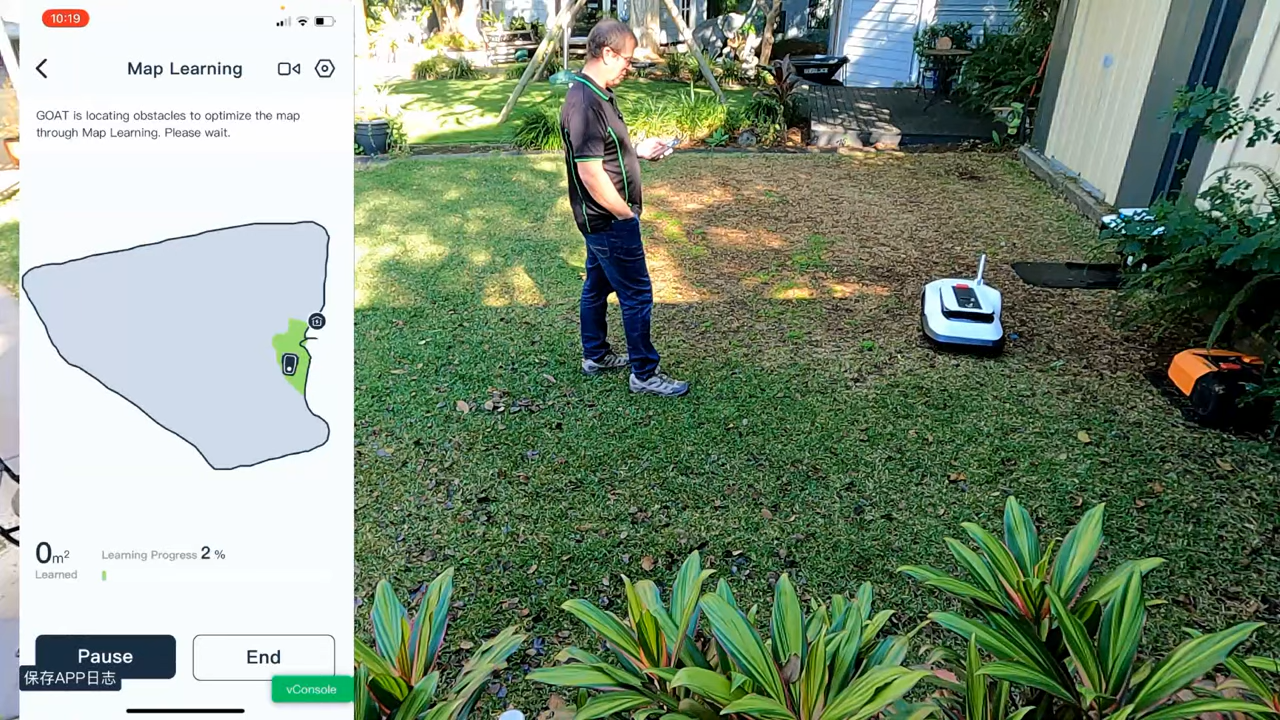 10:19
Map Learning
GOAT is locating obstacles to optimize the map
through Map Learning. Please wait.
0m²
Learned
Learning Progress 2 %
Pause
End
保存APP日志
vConsole